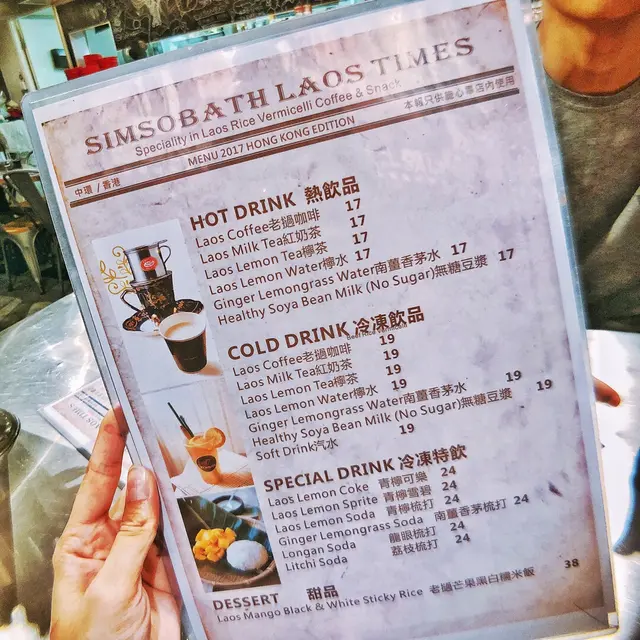 SIMSOBATH LAOS TIMES
Speciality in Laos Rice Vermicelli Coffee & Snack
中環 / 香港 MENU 2017 HONG KONG EDITION 本報只供點心專店內使用
HOT DRINK 熱飲品
Laos Coffee老撾咖啡 17
Laos Milk Tea紅奶茶 17
Laos Lemon Tea檸茶 17
Laos Lemon Water檸水 17
Ginger Lemongrass Water南薑香茅水 17
Healthy Soya Bean Milk (No Sugar)無糖豆漿 17
COLD DRINK 冷凍飲品
Laos Coffee老撾咖啡 19
Laos Milk Tea紅奶茶 19
Laos Lemon Tea檸茶 19
Laos Lemon Water檸水 19
Ginger Lemongrass Water南薑香茅水 19
Healthy Soya Bean Milk (No Sugar)無糖豆漿 19
Soft Drink汽水 19
SPECIAL DRINK 冷凍特飲
Laos Lemon Coke 青檸可樂 24
Laos Lemon Sprite 青檸雪碧 24
Laos Lemon Soda 青檸梳打 24
Ginger Lemongrass Soda 南薑香茅梳打 24
Longan Soda 龍眼梳打 24
Litchi Soda 荔枝梳打 24
DESSERT 甜品
Laos Mango Black & White Sticky Rice 老撾芒果黑白糯米飯 38